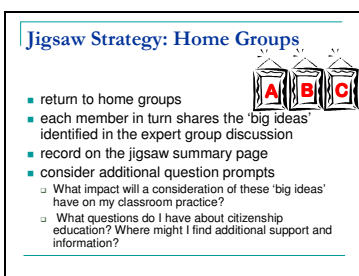 Jigsaw Strategy: Home Groups
A B C
return to home groups
each member in turn shares the ‘big ideas’
identified in the expert group discussion
record on the jigsaw summary page
consider additional question prompts
What impact will a consideration of these ‘big ideas’
have on my classroom practice?
What questions do I have about citizenship
education? Where might I find additional support and
information?